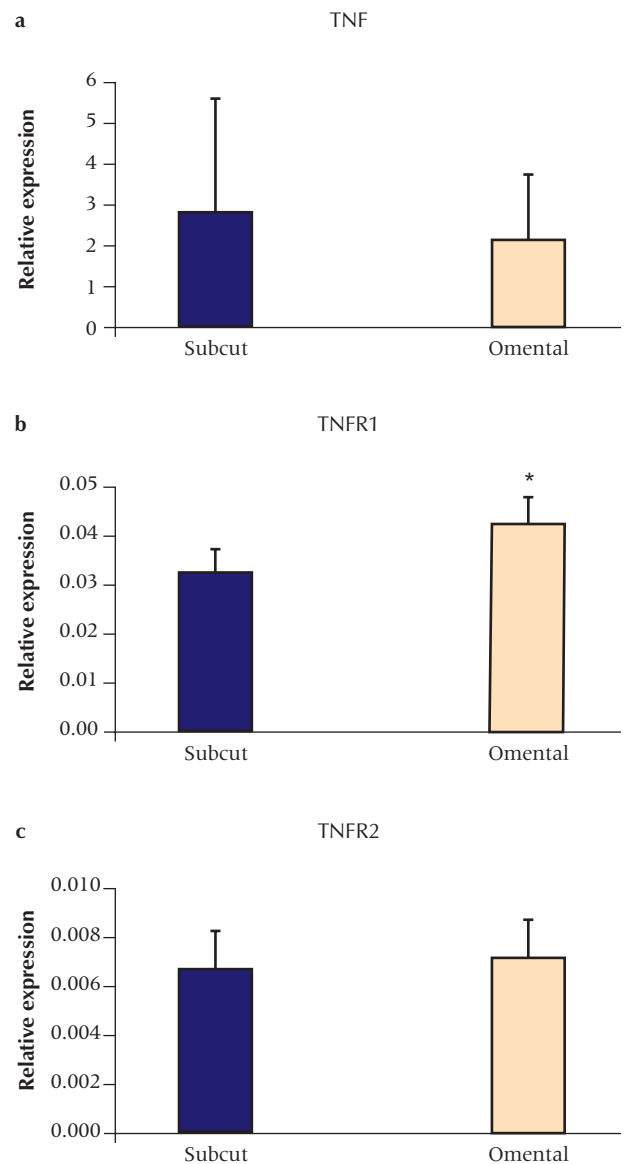 a TNF
Relative expression
6
5
4
3
2
1
0
Subcut Omental
b TNFR1
Relative expression
*
0.05
0.04
0.03
0.02
0.01
0.00
Subcut Omental
c TNFR2
Relative expression
0.010
0.008
0.006
0.004
0.002
0.000
Subcut Omental